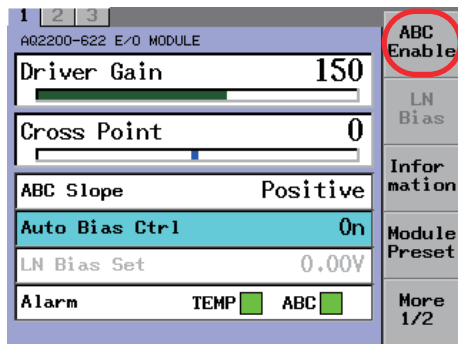 1 2 3
AQ2200-622 E/O MODULE
Driver Gain 150
Cross Point 0
ABC Slope Positive
Auto Bias Ctrl On
LN Bias Set 0.00V
Alarm TEMP ABC
ABC
Enable
LN
Bias
Infor
mation
Module
Preset
More
1/2